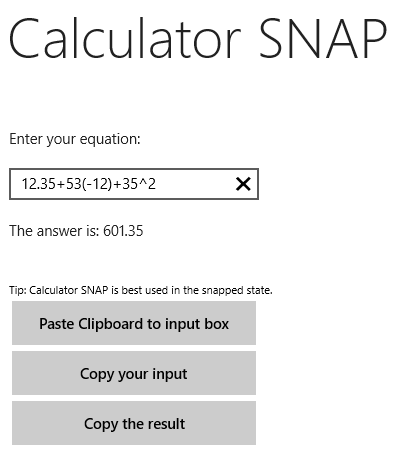 Calculator SNAP
Enter your equation:
12.35+53(-12)+35^2
The answer is: 601.35
Tip: Calculator SNAP is best used in the snapped state.
Paste Clipboard to input box
Copy your input
Copy the result